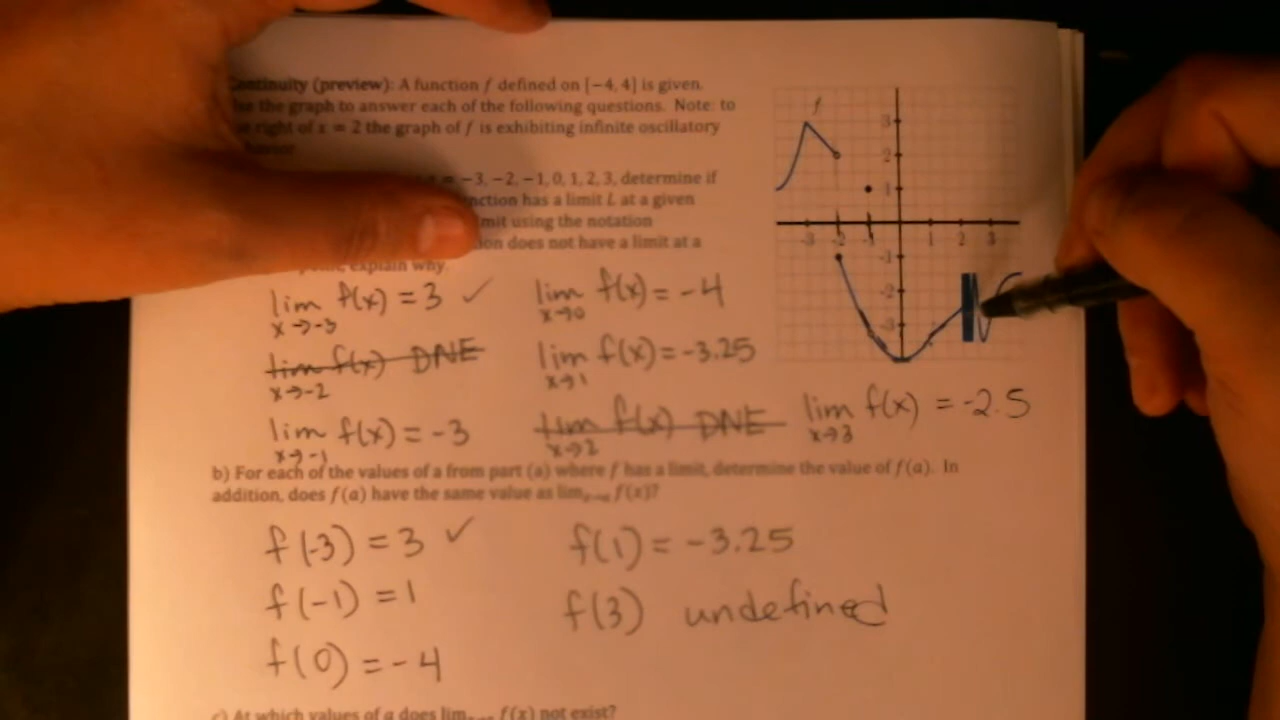 (preview): A function f defined on [−4, 4] is given.
the graph to answer each of the following questions. Note: to
right of x = 2 the graph of f is exhibiting infinite oscillatory
= −3, −2, −1, 0, 1, 2, 3, determine if
has a limit L at a given
using the notation
does not have a limit at a
explain why.
f
3
2
1
-3 -2 -1 1 2 3
-1
-2
-3
lim x→-3 f(x) = 3 ✓ lim x→0 f(x) = -4
lim x→-2 f(x) DNE lim x→1 f(x) = -3.25
lim x→-1 f(x) = -3 lim x→2 f(x) DNE lim x→3 f(x) = -2.5
b) For each of the values of a from part (a) where f has a limit, determine the value of f(a). In
addition, does f(a) have the same value as lim f(x)?
f(-3) = 3 ✓ f(1) = -3.25
f(-1) = 1 f(3) undefined
f(0) = -4
c) At which values of a does lim f(x) not exist?